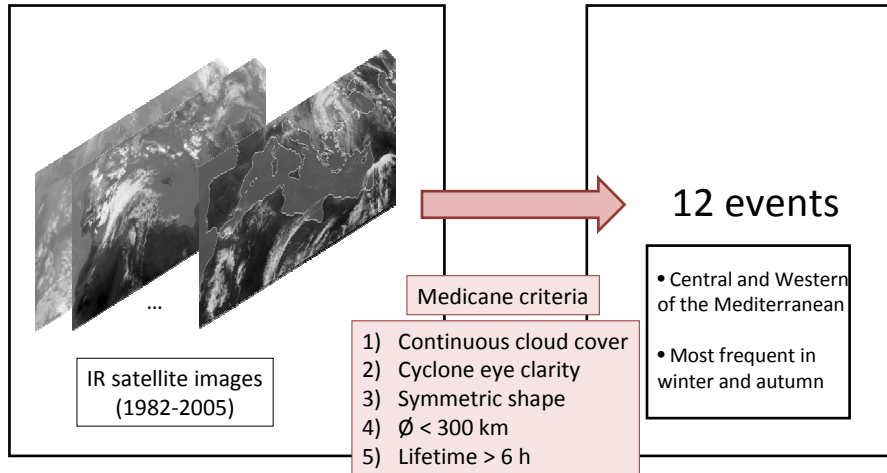 ...
IR satellite images
(1982-2005)
Medicane criteria
1) Continuous cloud cover
2) Cyclone eye clarity
3) Symmetric shape
4) Ø < 300 km
5) Lifetime > 6 h
12 events
• Central and Western
of the Mediterranean
• Most frequent in
winter and autumn